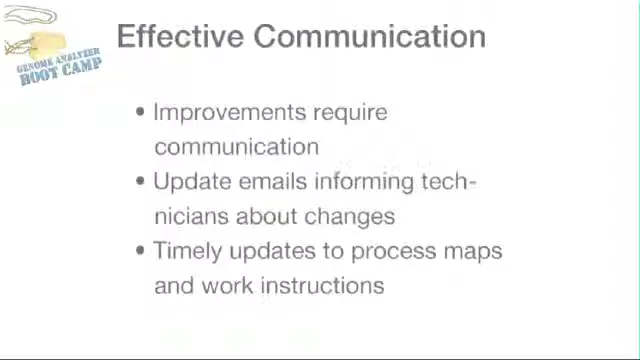 Effective Communication
GENOME ANALYZER
BOOT CAMP
• Improvements require
communication
• Update emails informing tech-
nicians about changes
• Timely updates to process maps
and work instructions